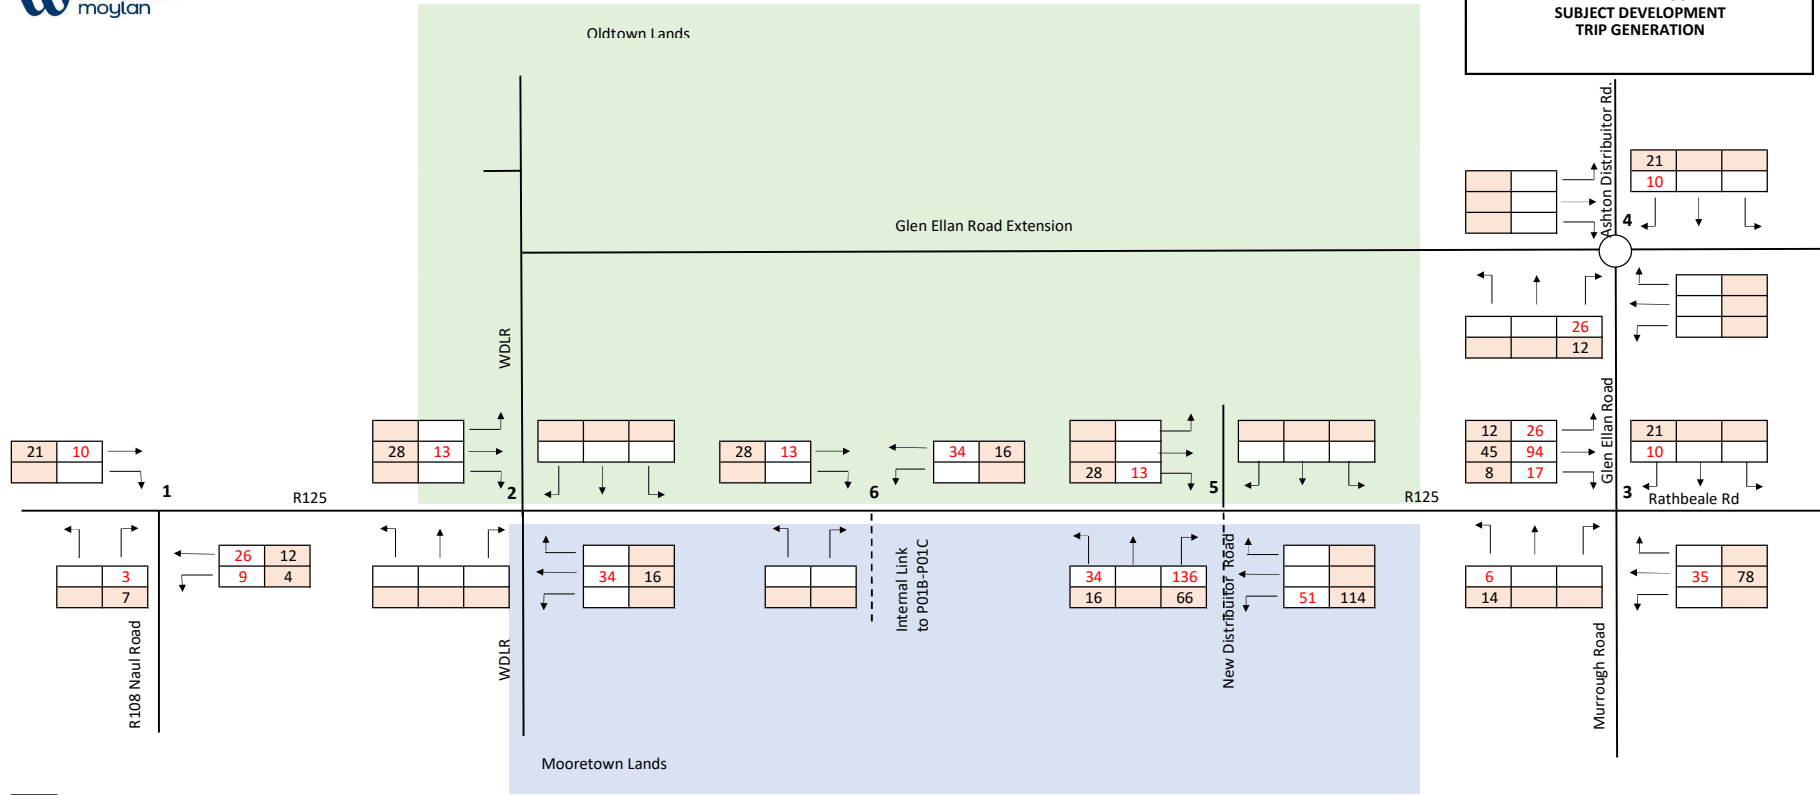 moylan
SUBJECT DEVELOPMENT
TRIP GENERATION
Oldtown Lands
Ashton Distribuitor Rd.
21
10
4
Glen Ellan Road Extension
26
12
WDLR
Glen Ellan Road
21 10
28 13
28 13
34 16
28 13
12 26
45 94
8 17
21
10
1
R125
2
6
5
R125
3
Rathbeale Rd
3
7
26 12
9 4
34 16
34 136
16 66
51 114
6
14
35 78
R108 Naul Road
WDLR
Internal Link
to P01B-P01C
New Distribuitor Road
Murrough Road
Mooretown Lands